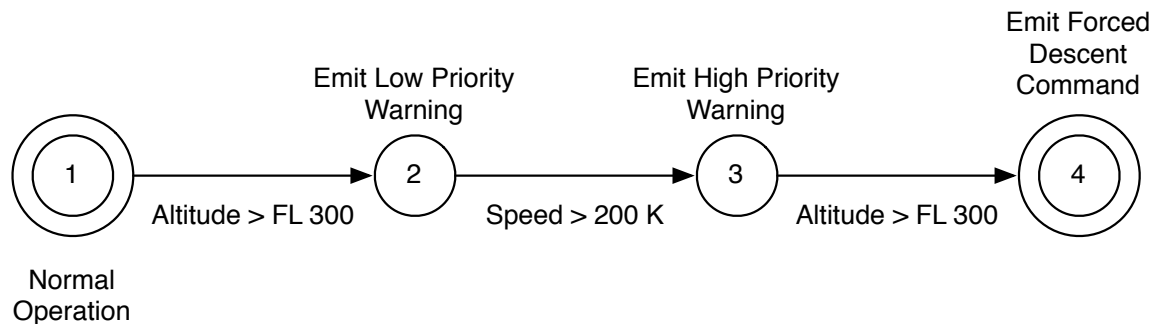 Emit Forced
Descent
Command
Emit Low Priority
Warning
Emit High Priority
Warning
1
2
3
4
Altitude > FL 300
Speed > 200 K
Altitude > FL 300
Normal
Operation